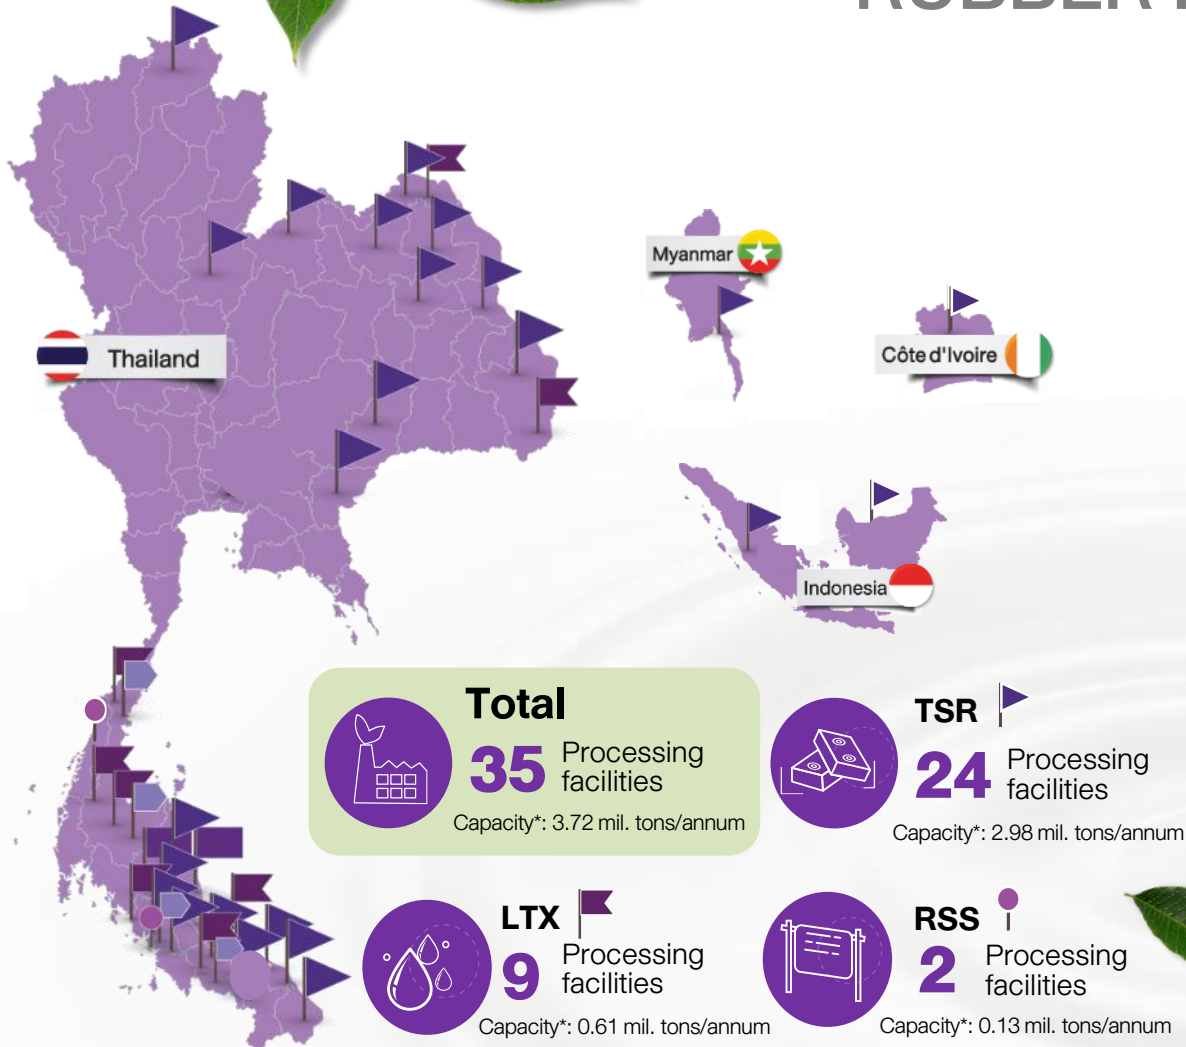 Myanmar
Côte d'Ivoire
Thailand
Indonesia
Total
35 Processing
facilities
Capacity*: 3.72 mil. tons/annum
TSR
24 Processing
facilities
Capacity*: 2.98 mil. tons/annum
LTX
9 Processing
facilities
Capacity*: 0.61 mil. tons/annum
RSS
2 Processing
facilities
Capacity*: 0.13 mil. tons/annum